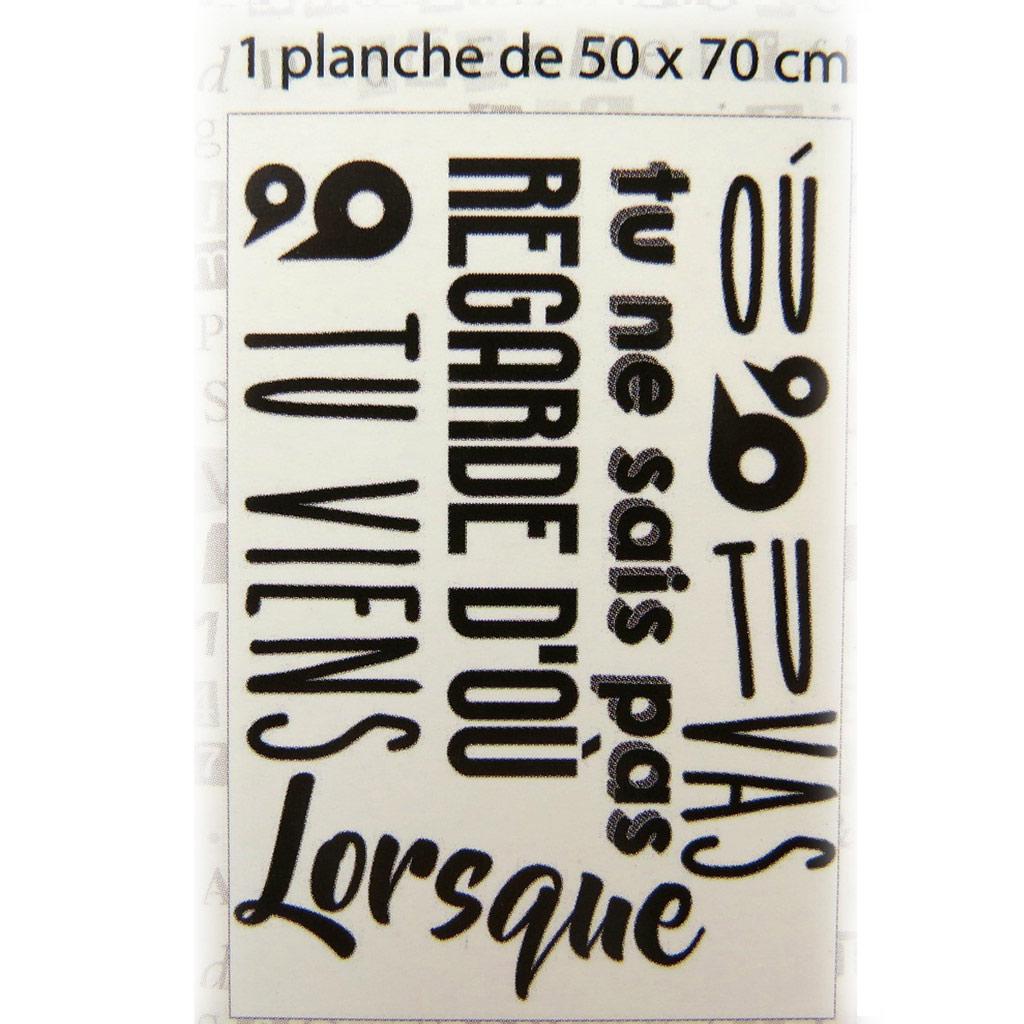 1 planche de 50 x 70 cm
TU VIENS
REGARDE D'OÙ
tu ne sais pas
OÙ
TU
VAS
Lorsque